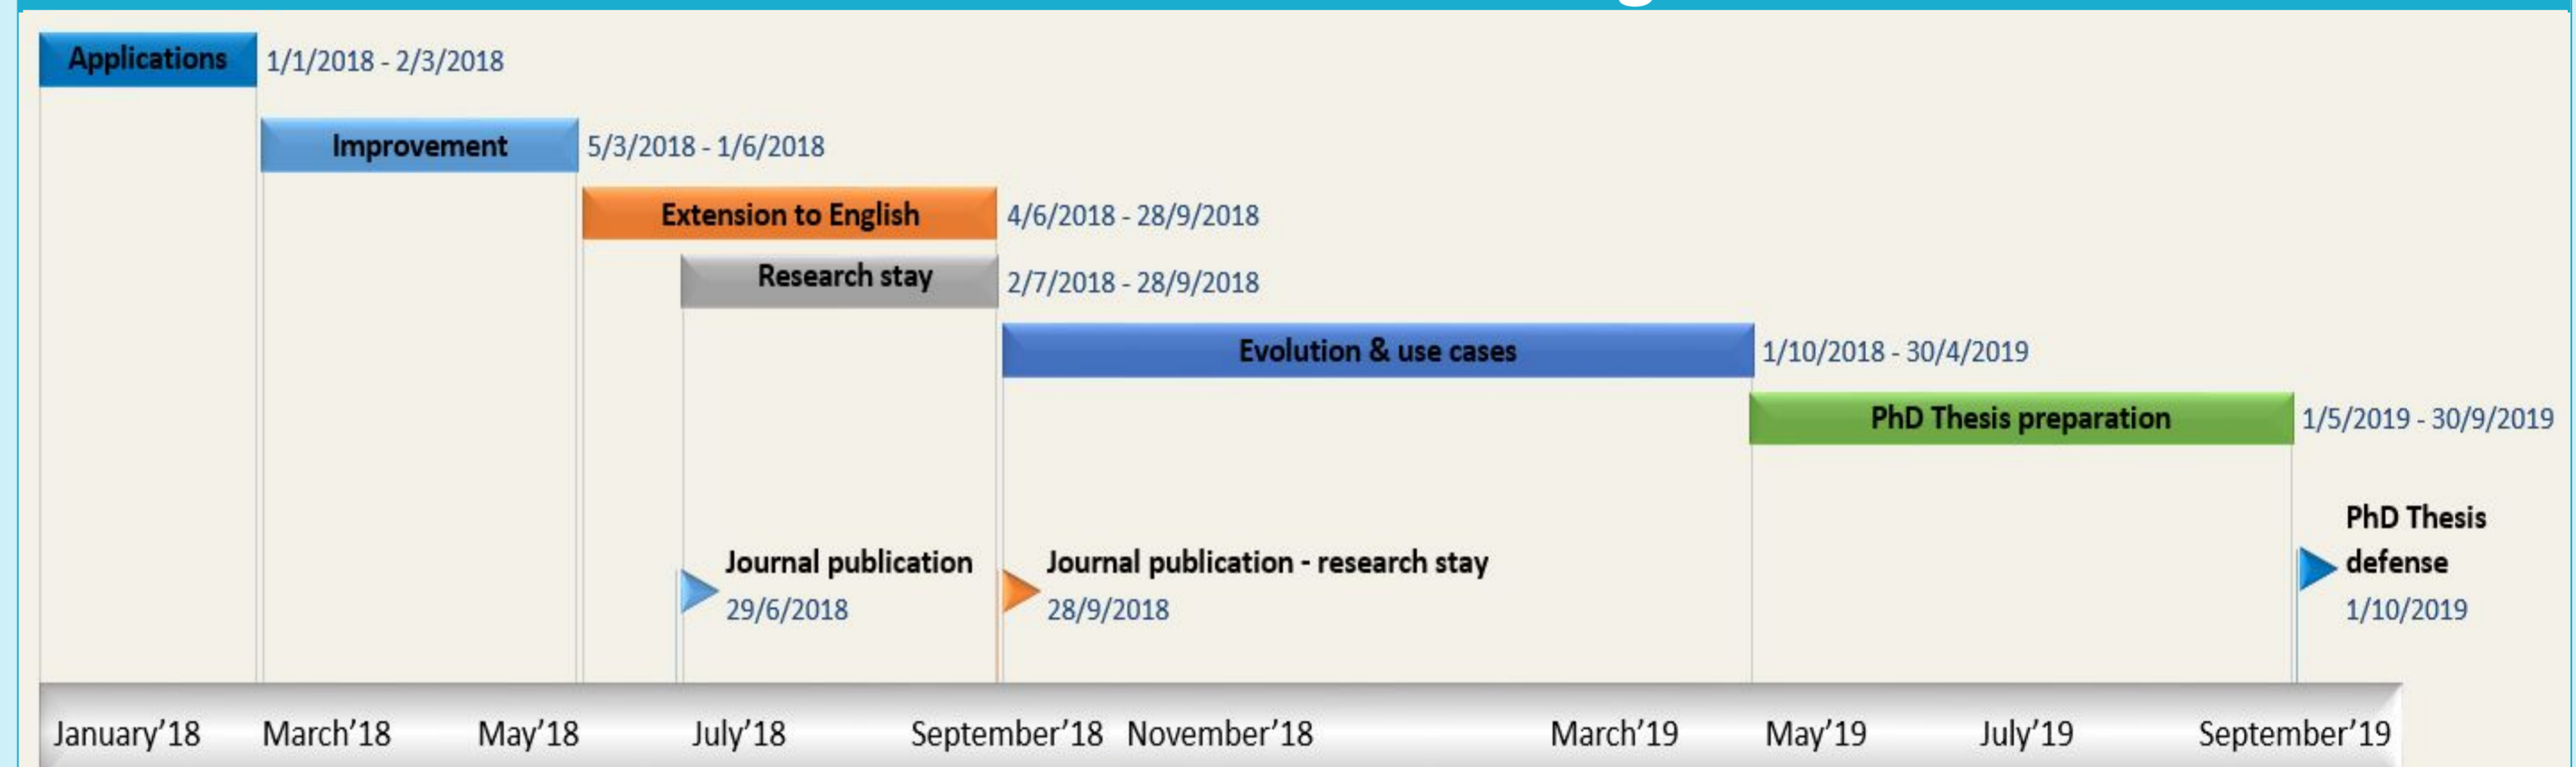 Applications
1/1/2018 - 2/3/2018
Improvement
5/3/2018 - 1/6/2018
Extension to English
4/6/2018 - 28/9/2018
Research stay
2/7/2018 - 28/9/2018
Evolution & use cases
1/10/2018 - 30/4/2019
PhD Thesis preparation
1/5/2019 - 30/9/2019
Journal publication
29/6/2018
Journal publication - research stay
28/9/2018
PhD Thesis
defense
1/10/2019
January'18 March'18 May'18 July'18 September'18 November'18 March'19 May'19 July'19 September'19